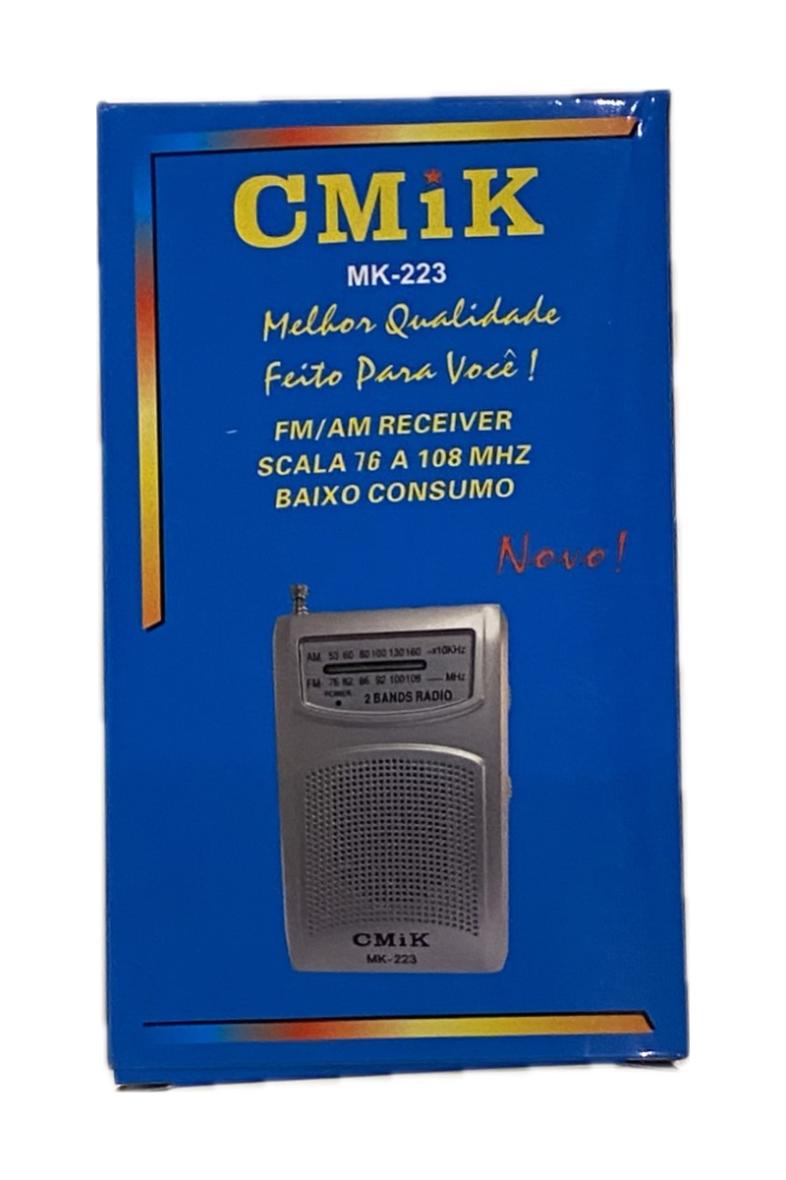 CMiK
MK-223
Melhor Qualidade
Feito Para Você !
FM/AM RECEIVER
SCALA 76 A 108 MHZ
BAIXO CONSUMO
Novo!
AM 53 60 80 100 130 160 x10KHz
FM 76 82 86 92 100 108 MHz
POWER
2 BANDS RADIO
CMiK
MK-223